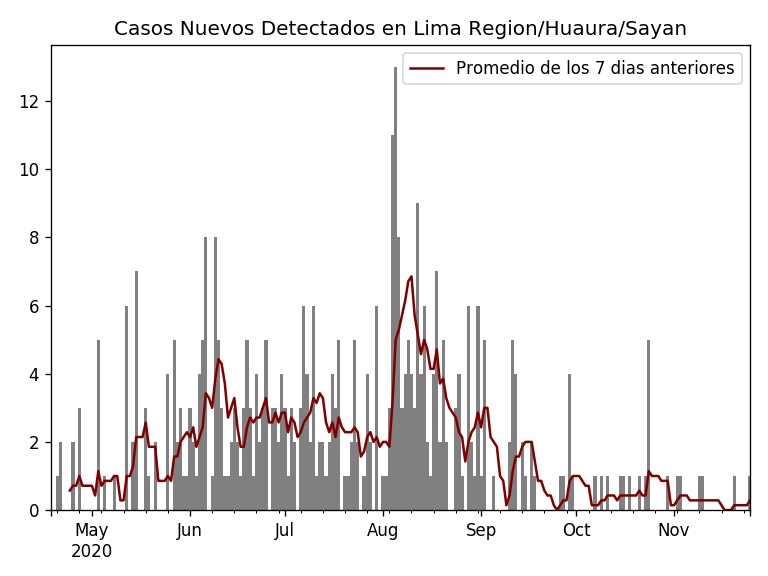 Casos Nuevos Detectados en Lima Region/Huaura/Sayan
Promedio de los 7 dias anteriores
12
10
8
6
4
2
0
May Jun Jul Aug Sep Oct Nov
2020